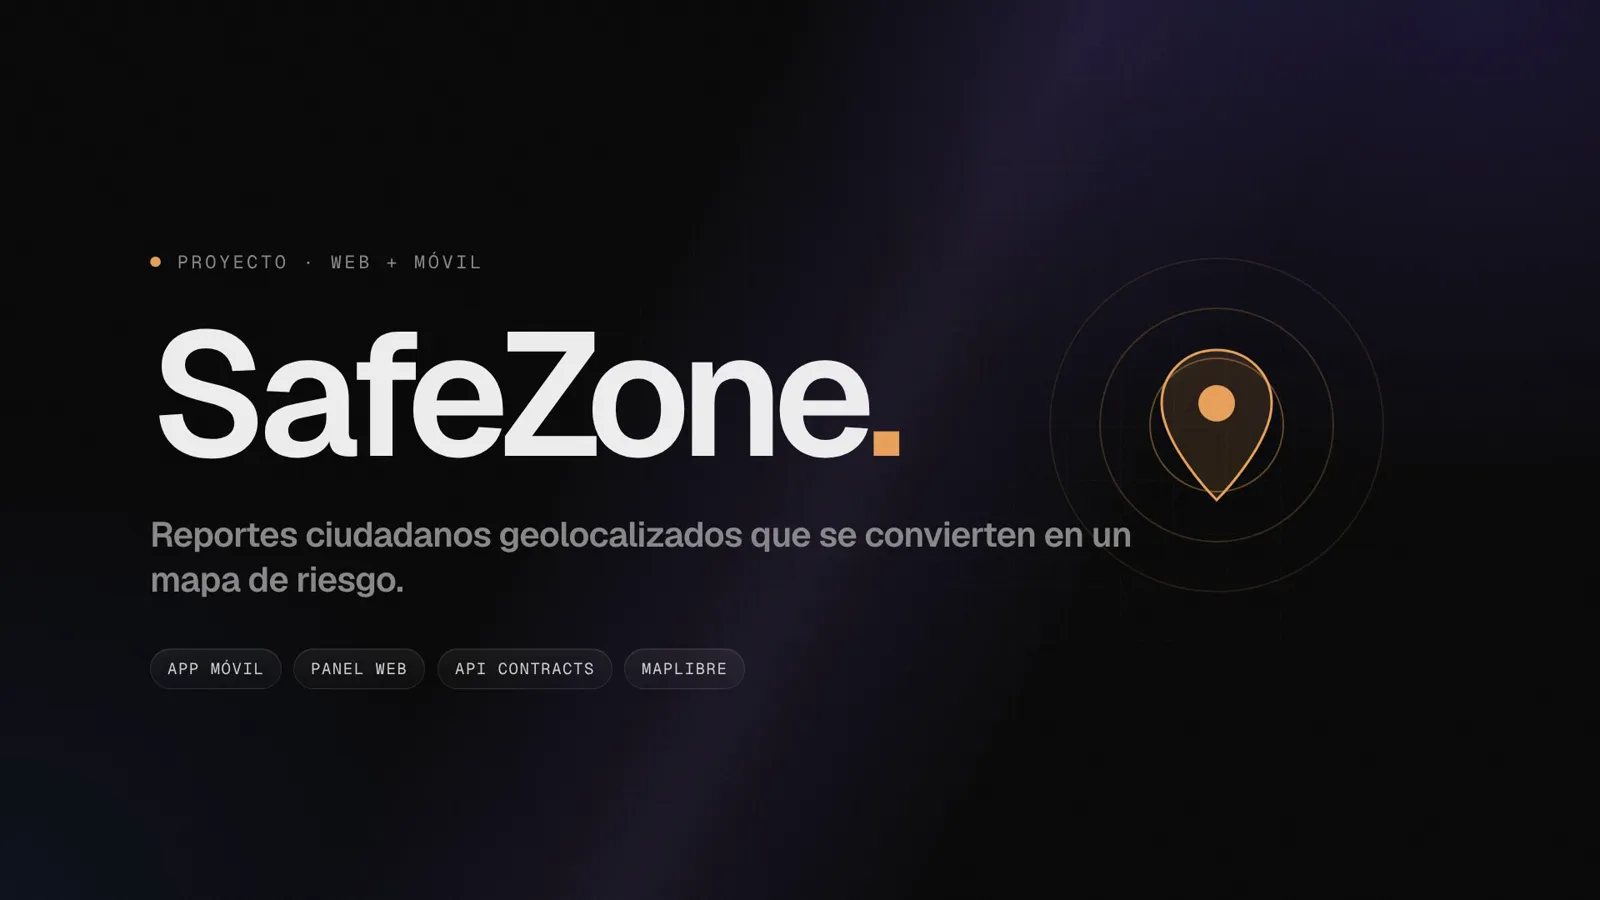 PROYECTO · WEB + MÓVIL
SafeZone.
Reportes ciudadanos geolocalizados que se convierten en un
mapa de riesgo.
APP MÓVIL
PANEL WEB
API CONTRACTS
MAPLIBRE